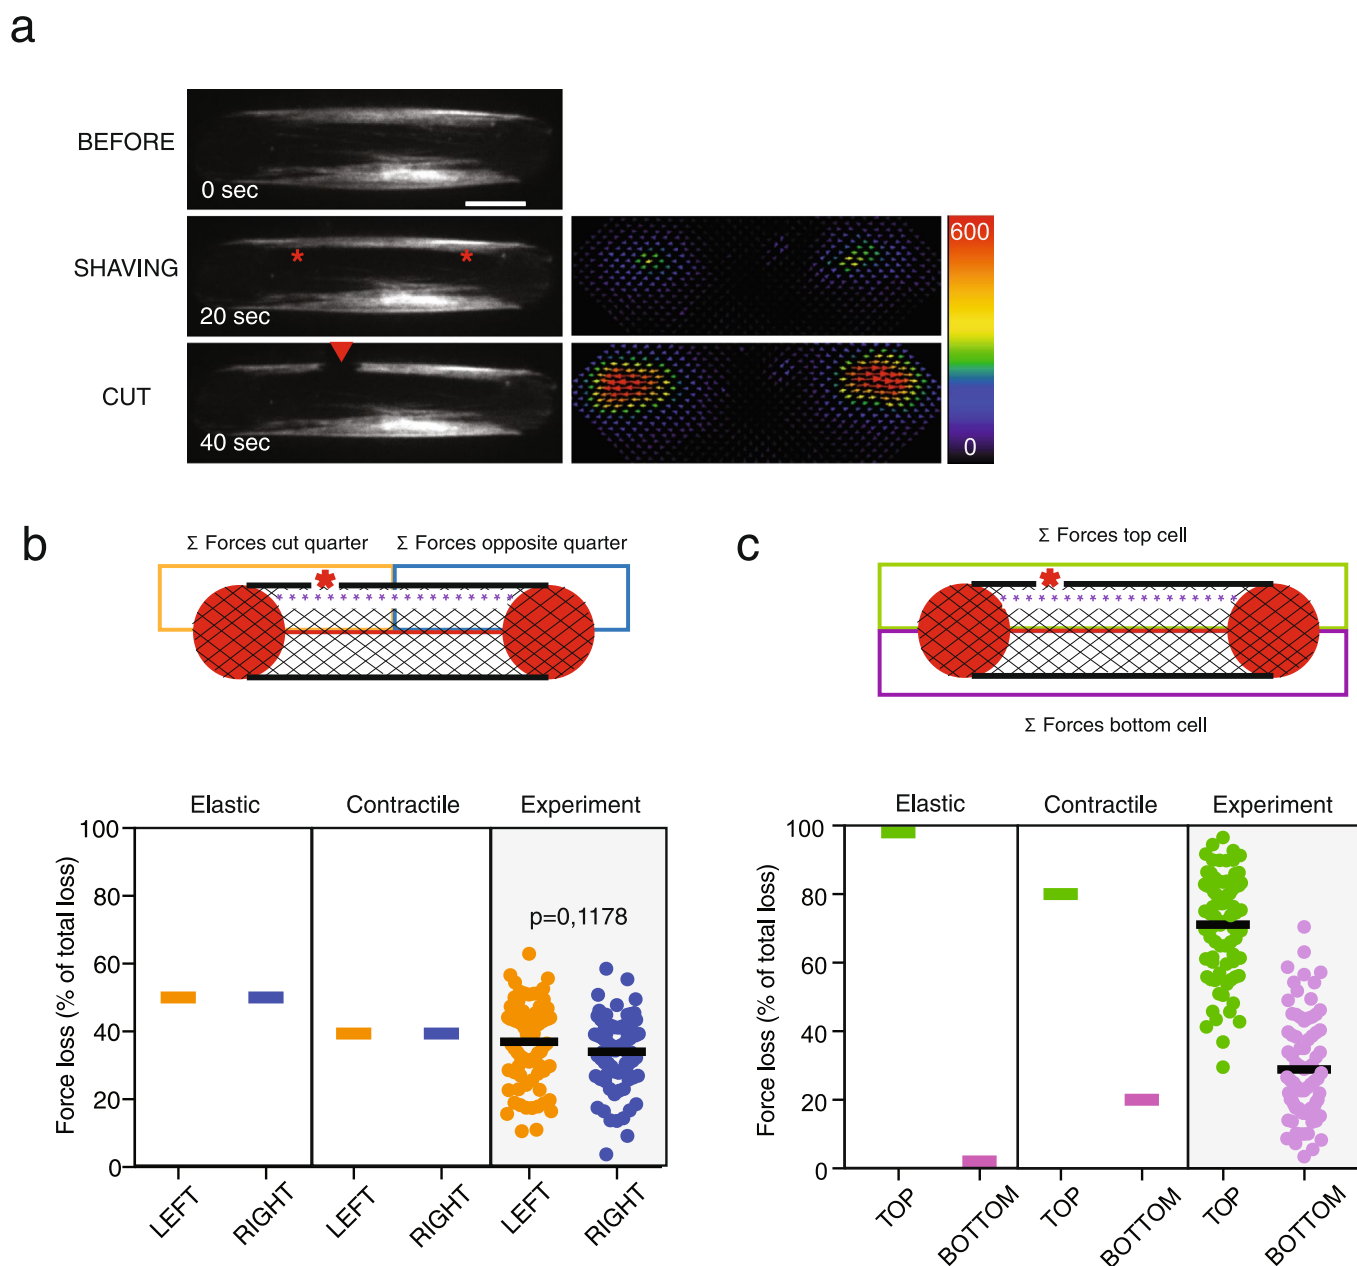 a
BEFORE
0 sec
SHAVING
20 sec
CUT
40 sec
600
0
b
Σ Forces cut quarter
Σ Forces opposite quarter
c
Σ Forces top cell
Σ Forces bottom cell
Elastic
Contractile
Experiment
Force loss (% of total loss)
100
80
60
40
20
0
p=0,1178
LEFT
RIGHT
LEFT
RIGHT
LEFT
RIGHT
Elastic
Contractile
Experiment
Force loss (% of total loss)
100
80
60
40
20
0
TOP
BOTTOM
TOP
BOTTOM
TOP
BOTTOM